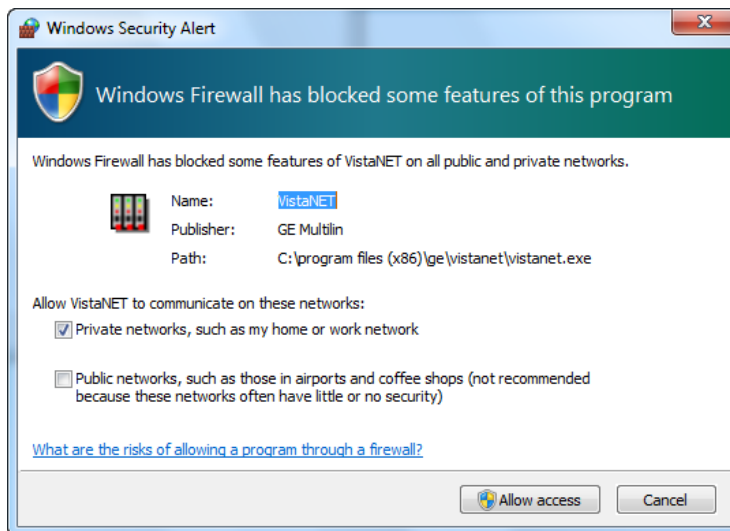 Windows Security Alert
Windows Firewall has blocked some features of this program
Windows Firewall has blocked some features of VistaNET on all public and private networks.
Name: VistaNET
Publisher: GE Multilin
Path: C:\program files (x86)\ge\vistanet\vistanet.exe
Allow VistaNET to communicate on these networks:
Private networks, such as my home or work network
Public networks, such as those in airports and coffee shops (not recommended
because these networks often have little or no security)
What are the risks of allowing a program through a firewall?
Allow access Cancel